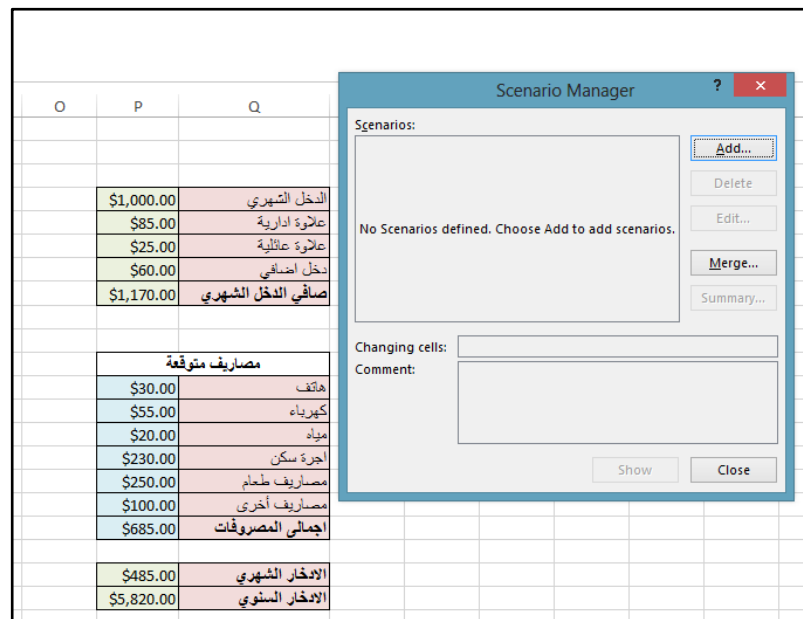 Scenario Manager
?
×
O P Q
Scenarios:
No Scenarios defined. Choose Add to add scenarios.
Add...
Delete
Edit...
Merge...
Summary...
Changing cells:
Comment:
Show
Close
الدخل الشهري $1,000.00
علاوة ادارية $85.00
علاوة عائلية $25.00
دخل اضافي $60.00
صافي الدخل الشهري $1,170.00
مصاريف متوقعة
هاتف $30.00
كهرباء $55.00
مياه $20.00
اجرة سكن $230.00
مصاريف طعام $250.00
مصاريف أخرى $100.00
اجمالي المصروفات $685.00
الادخار الشهري $485.00
الادخار السنوي $5,820.00